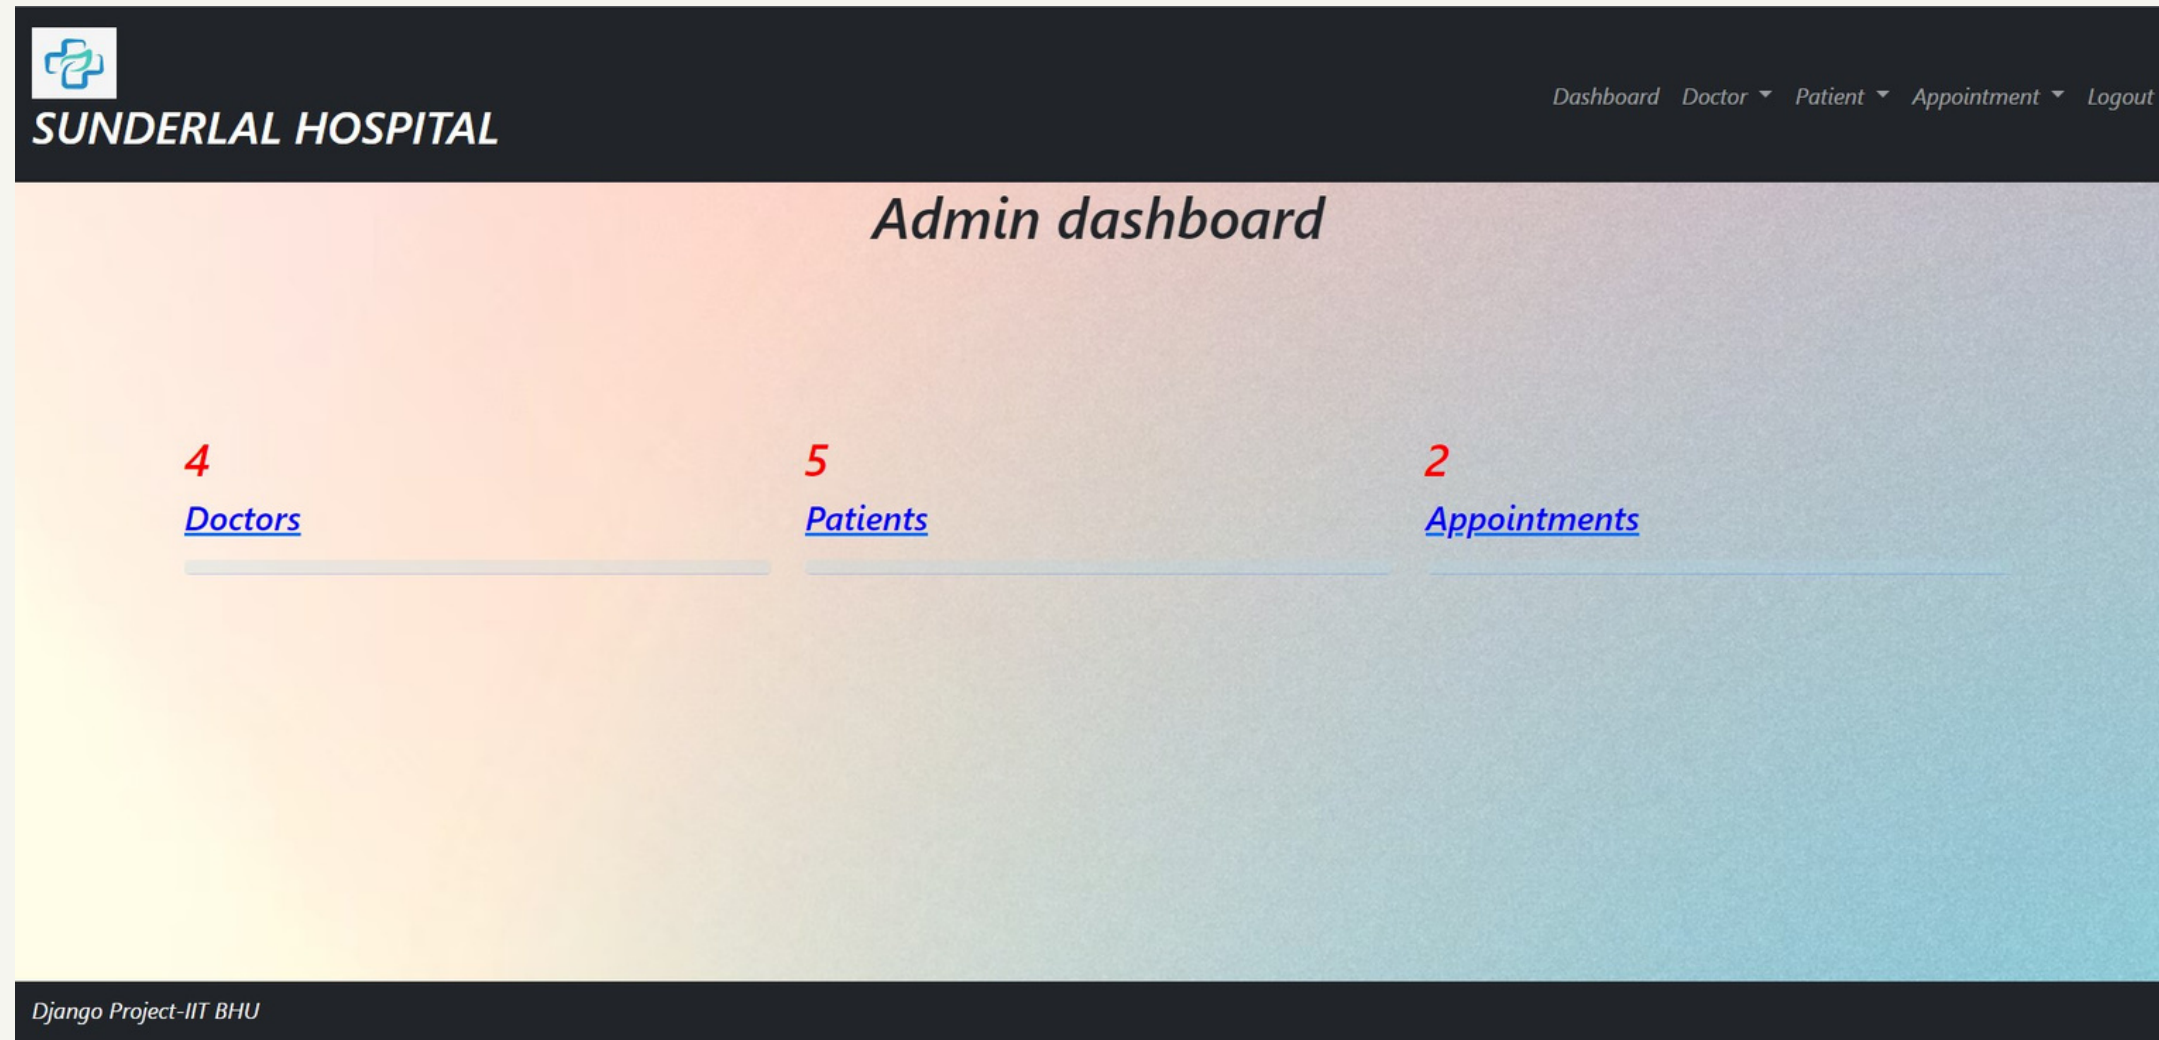 SUNDERLAL HOSPITAL
Dashboard Doctor Patient Appointment Logout
Admin dashboard
4
Doctors
5
Patients
2
Appointments
Django Project-IIT BHU